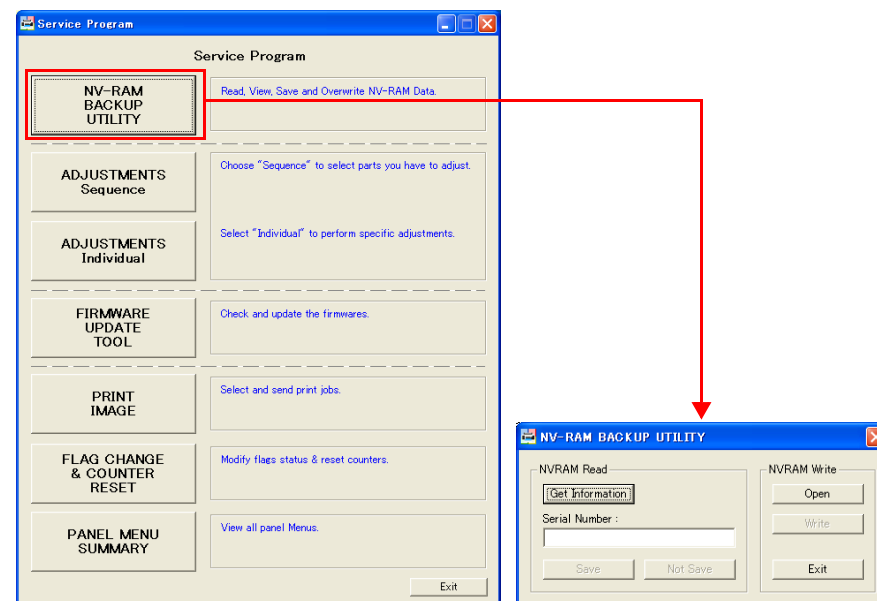 Service Program
Service Program
NV-RAM
BACKUP
UTILITY
Read, View, Save and Overwrite NV-RAM Data.
ADJUSTMENTS
Sequence
Choose "Sequence" to select parts you have to adjust.
ADJUSTMENTS
Individual
Select "Individual" to perform specific adjustments.
FIRMWARE
UPDATE
TOOL
Check and update the firmwares.
PRINT
IMAGE
Select and send print jobs.
FLAG CHANGE
& COUNTER
RESET
Modify flags status & reset counters.
PANEL MENU
SUMMARY
View all panel Menus.
Exit
NV-RAM BACKUP UTILITY
NVRAM Read
Get Information
Serial Number :
Save
Not Save
NVRAM Write
Open
Write
Exit